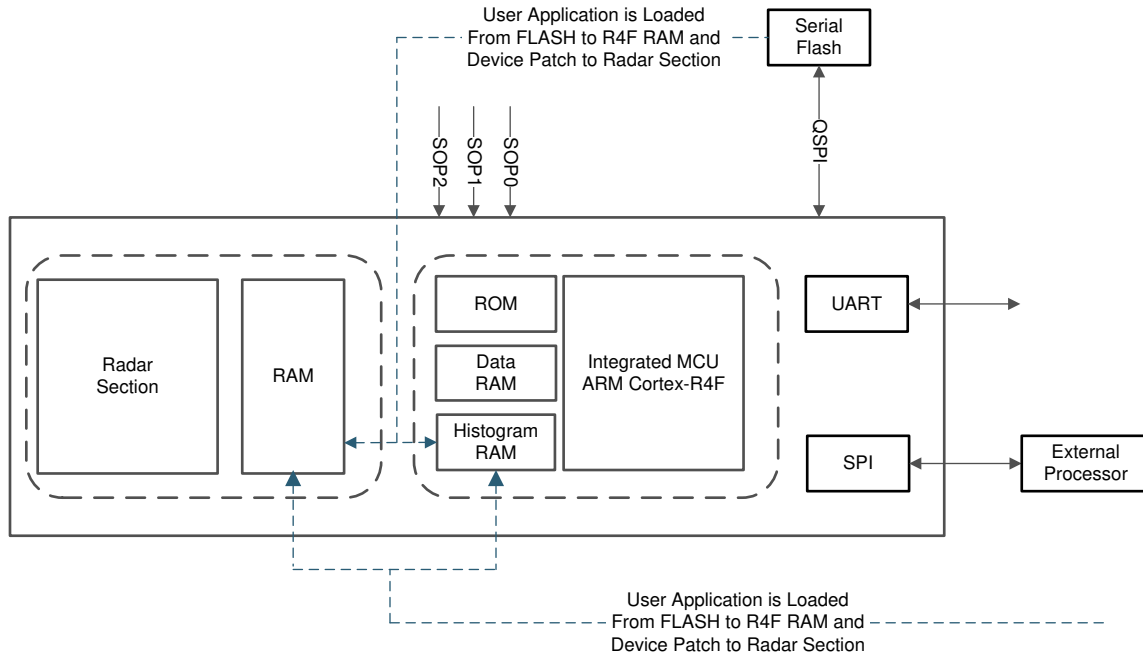 User Application is Loaded
From FLASH to R4F RAM and
Device Patch to Radar Section
Serial
Flash
SOP2
SOP1
SOP0
QSPI
Radar
Section
RAM
ROM
Data
RAM
Histogram
RAM
Integrated MCU
ARM Cortex-R4F
UART
SPI
External
Processor
User Application is Loaded
From FLASH to R4F RAM and
Device Patch to Radar Section